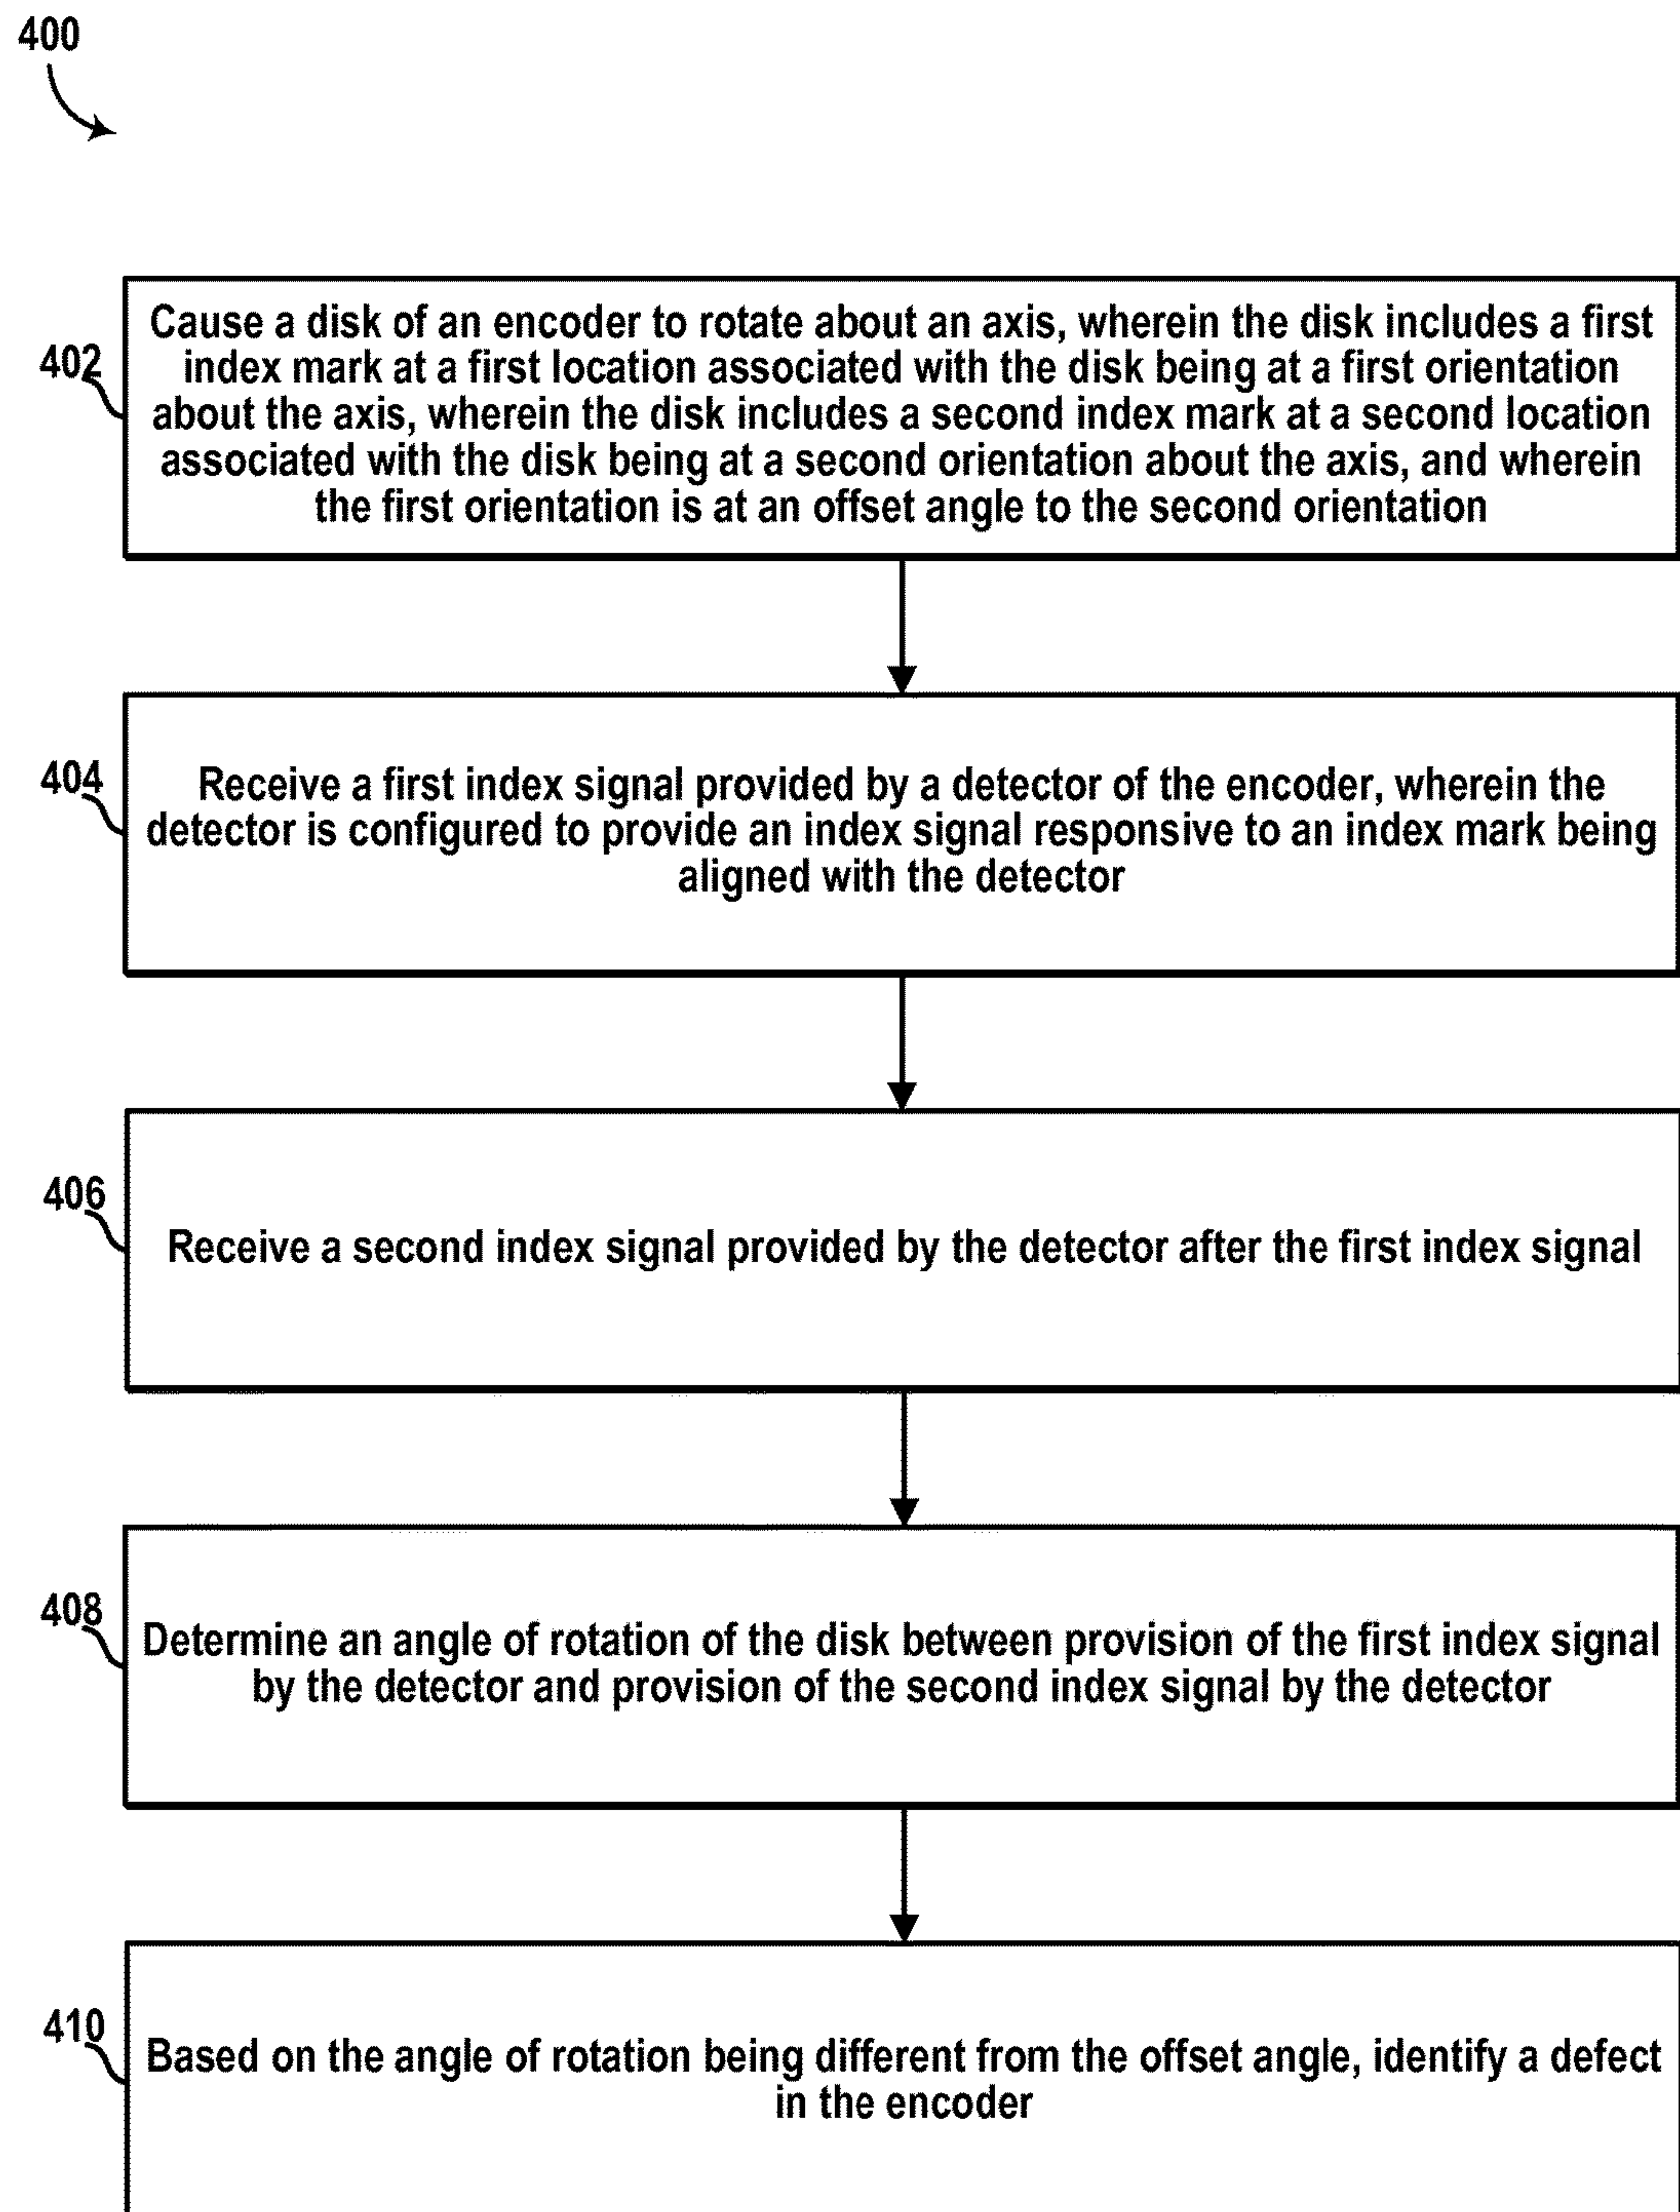 400
402
Cause a disk of an encoder to rotate about an axis, wherein the disk includes a first
index mark at a first location associated with the disk being at a first orientation
about the axis, wherein the disk includes a second index mark at a second location
associated with the disk being at a second orientation about the axis, and wherein
the first orientation is at an offset angle to the second orientation
404
Receive a first index signal provided by a detector of the encoder, wherein the
detector is configured to provide an index signal responsive to an index mark being
aligned with the detector
406
Receive a second index signal provided by the detector after the first index signal
408
Determine an angle of rotation of the disk between provision of the first index signal
by the detector and provision of the second index signal by the detector
410
Based on the angle of rotation being different from the offset angle, identify a defect
in the encoder